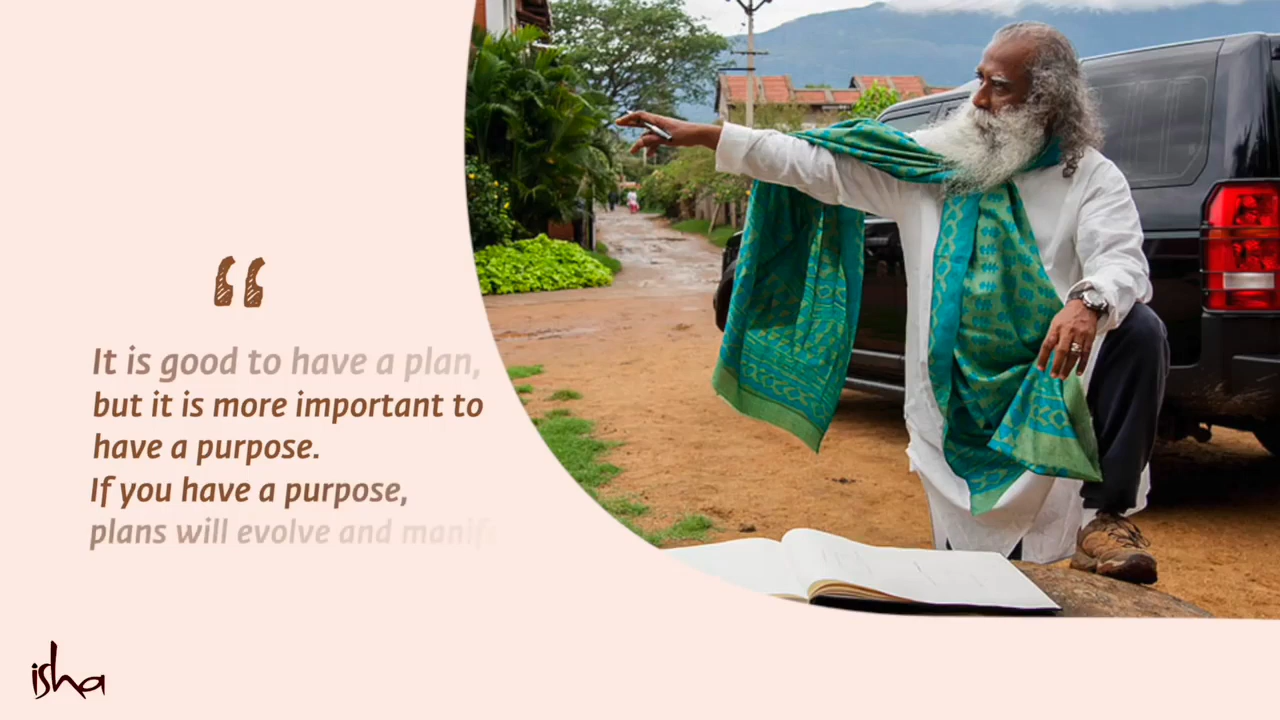 “
It is good to have a plan,
but it is more important to
have a purpose.
If you have a purpose,
plans will evolve and manif
isha